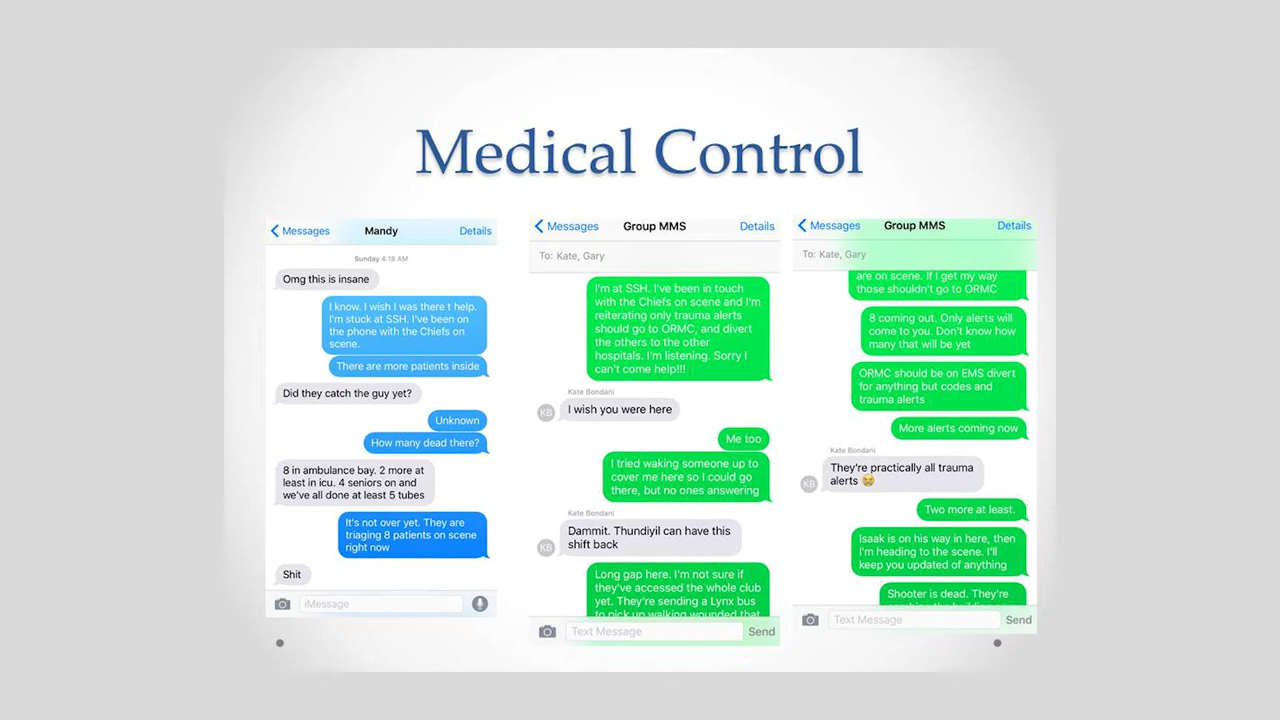 Medical Control
Messages
Mandy
Details
Sunday 4:18 AM
Omg this is insane
I know. I wish I was there t help.
I'm stuck at SSH. I've been on
the phone with the Chiefs on
scene.
There are more patients inside
Did they catch the guy yet?
Unknown
How many dead there?
8 in ambulance bay. 2 more at
least in icu. 4 seniors on and
we've all done at least 5 tubes
It's not over yet. They are
triaging 8 patients on scene
right now
Shit
iMessage
Messages
Group MMS
Details
To: Kate, Gary
I'm at SSH. I've been in touch
with the Chiefs on scene and I'm
reiterating only trauma alerts
should go to ORMC, and divert
the others to the other
hospitals. I'm listening. Sorry I
can't come help!!!
Kate Bondani
KB
I wish you were here
Me too
I tried waking someone up to
cover me here so I could go
there, but no ones answering
Kate Bondani
Dammit. Thundiyil can have this
KB
shift back
Long gap here. I'm not sure if
they've accessed the whole club
yet. They're sending a Lynx bus
to pick up walking wounded that
Text Message
Send
Messages
Group MMS
Details
To: Kate, Gary
are on scene. If I get my way
those shouldn't go to ORMC
8 coming out. Only alerts will
come to you. Don't know how
many that will be yet
ORMC should be on EMS divert
for anything but codes and
trauma alerts
More alerts coming now
Kate Bondani
They're practically all trauma
KB
alerts 😭
Two more at least.
Isaak is on his way in here, then
I'm heading to the scene. I'll
keep you updated of anything
Shooter is dead. They're
Text Message
Send